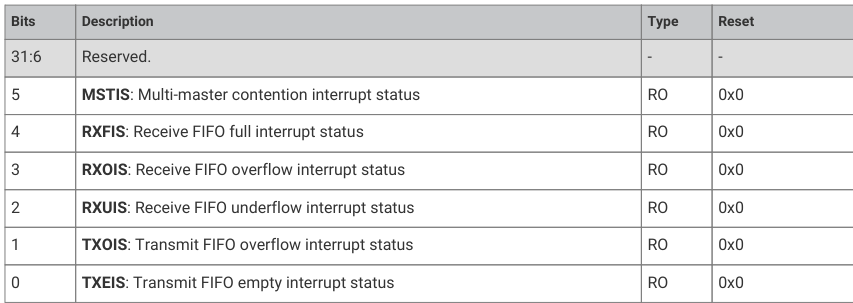 Bits Description Type Reset
31:6 Reserved. - -
5 MSTIS: Multi-master contention interrupt status RO 0x0
4 RXFIS: Receive FIFO full interrupt status RO 0x0
3 RXOIS: Receive FIFO overflow interrupt status RO 0x0
2 RXUIS: Receive FIFO underflow interrupt status RO 0x0
1 TXOIS: Transmit FIFO overflow interrupt status RO 0x0
0 TXEIS: Transmit FIFO empty interrupt status RO 0x0